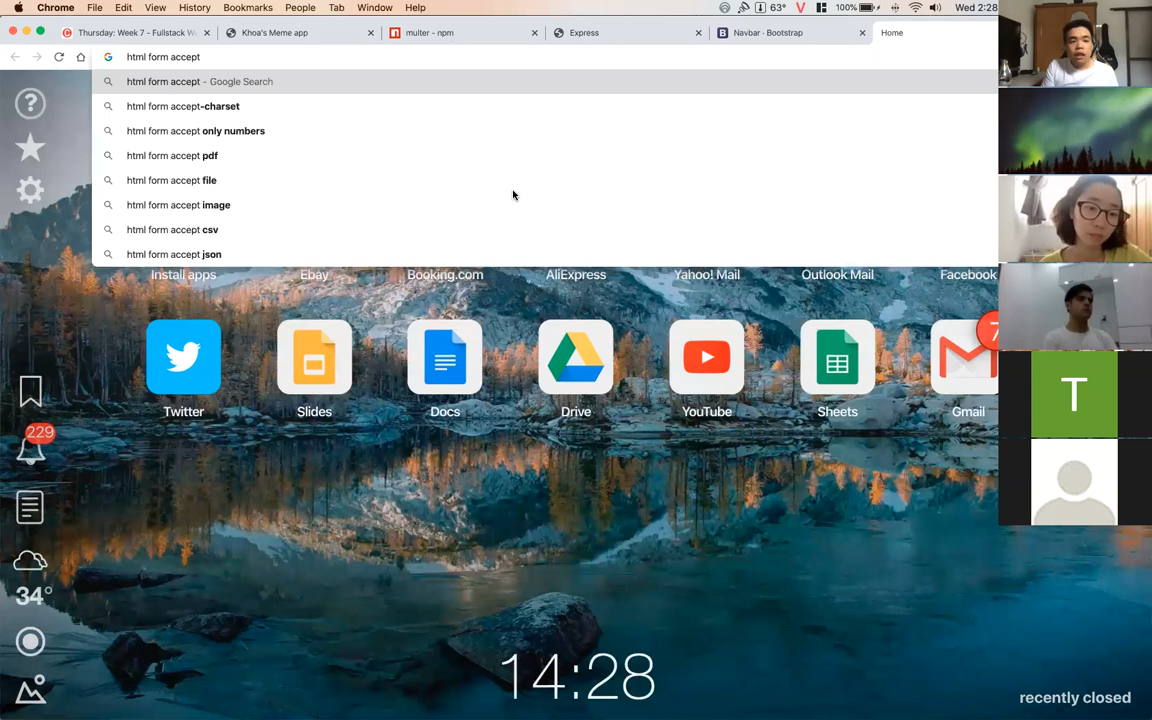 Chrome File Edit View History Bookmarks People Tab Window Help 63° 100% Wed 2:28
Thursday: Week 7 - Fullstack W
Khoa's Meme app
multer - npm
Express
Navbar · Bootstrap
Home
html form accept
html form accept - Google Search
html form accept-charset
html form accept only numbers
html form accept pdf
html form accept file
html form accept image
html form accept csv
html form accept json
Install apps
Ebay
Booking.com
AliExpress
Yahoo! Mail
Outlook Mail
Facebook
7
Twitter
Slides
Docs
Drive
YouTube
Sheets
Gmail
T
229
34°
14:28
recently closed